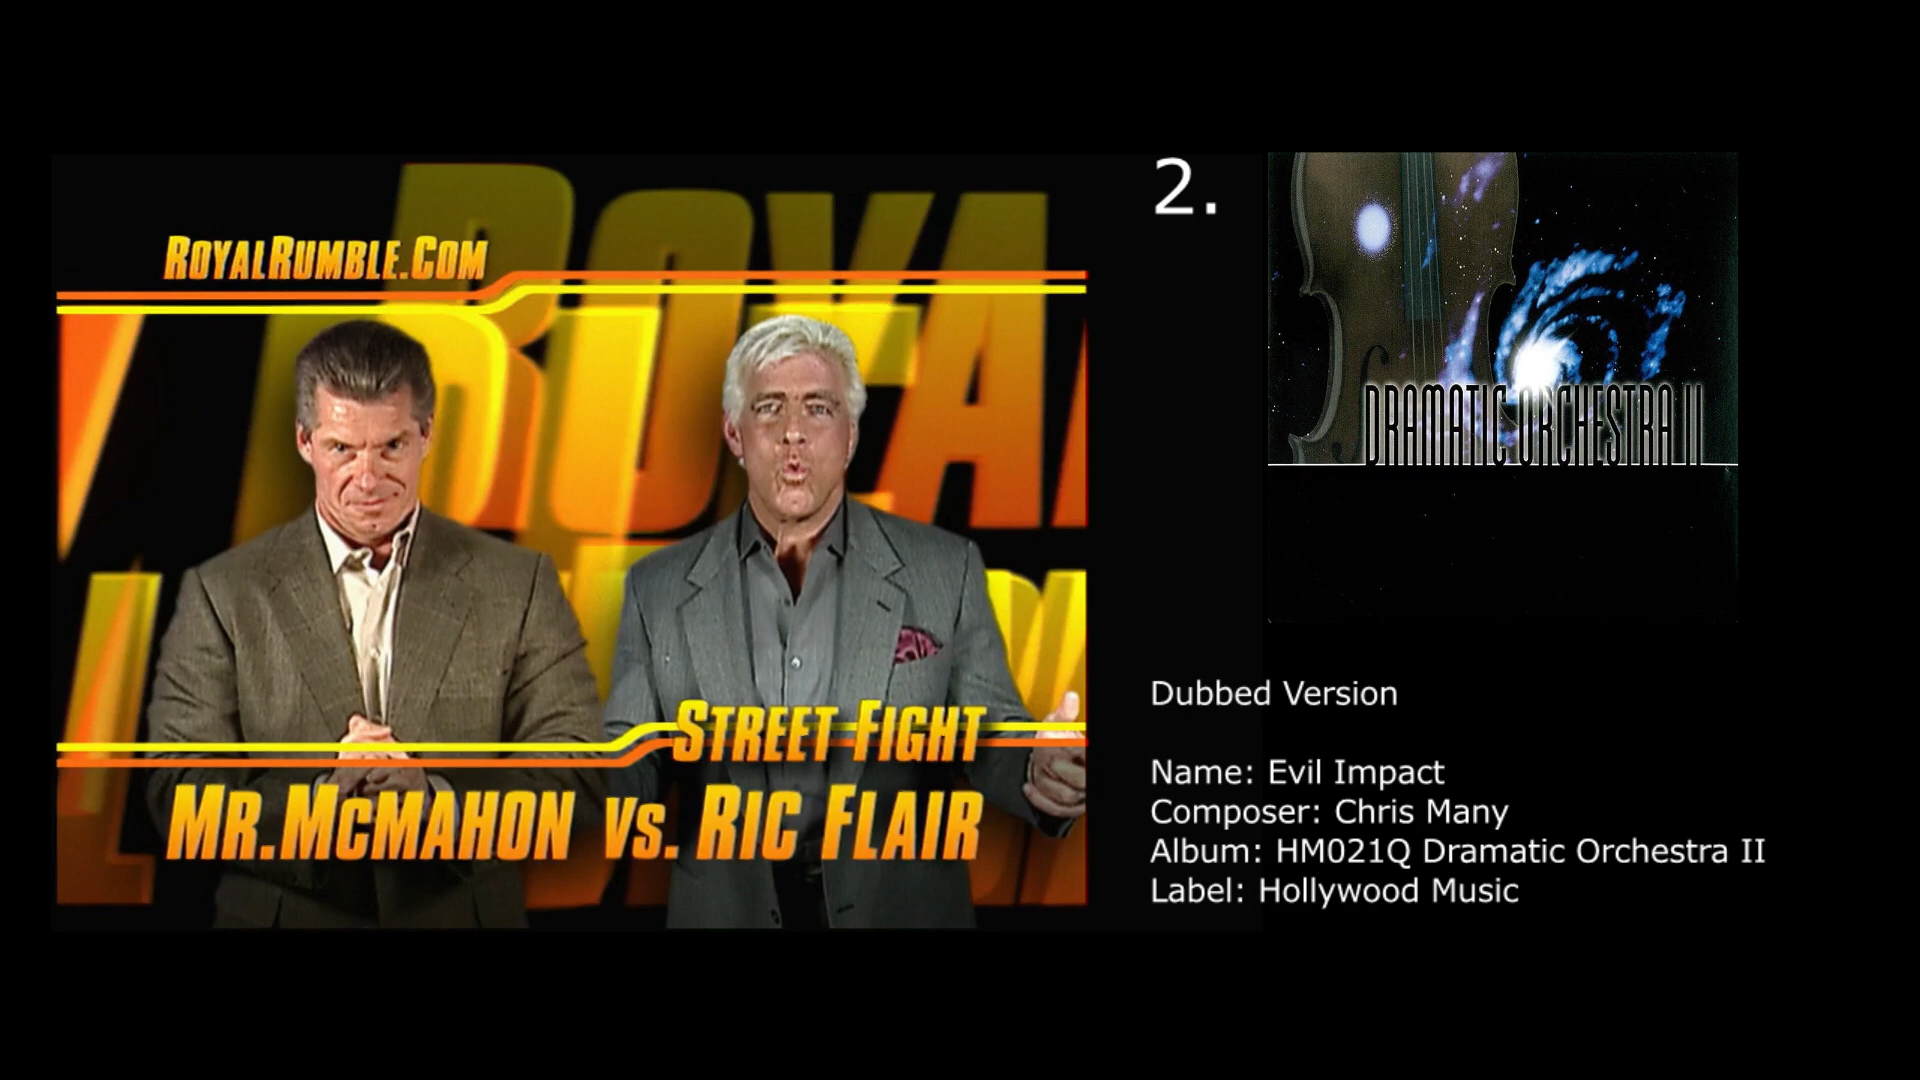 ROYALRUMBLE.COM
STREET FIGHT
MR.MCMAHON VS. RIC FLAIR
2.
DRAMATIC ORCHESTRA II
Dubbed Version
Name: Evil Impact
Composer: Chris Many
Album: HM021Q Dramatic Orchestra II
Label: Hollywood Music